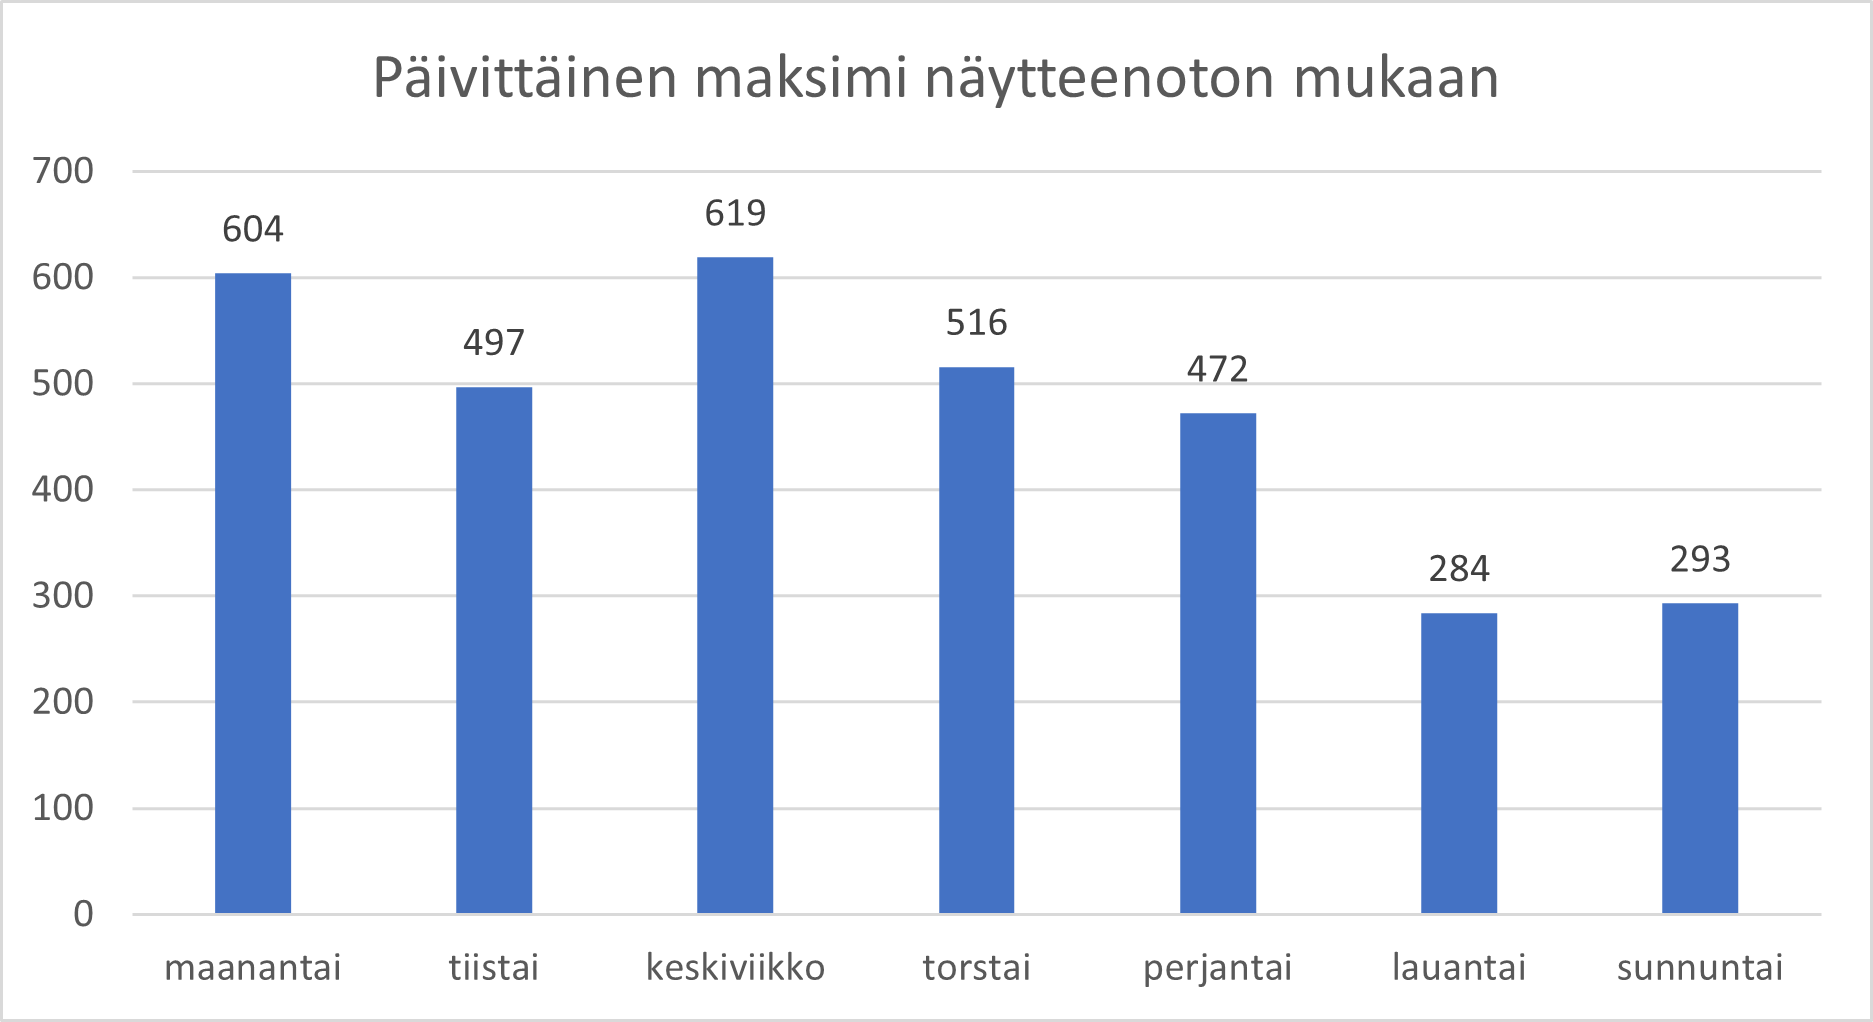 Päivittäinen maksimi näytteenoton mukaan
700
600
500
400
300
200
100
0
604
497
619
516
472
284
293
maanantai
tiistai
keskiviikko
torstai
perjantai
lauantai
sunnuntai